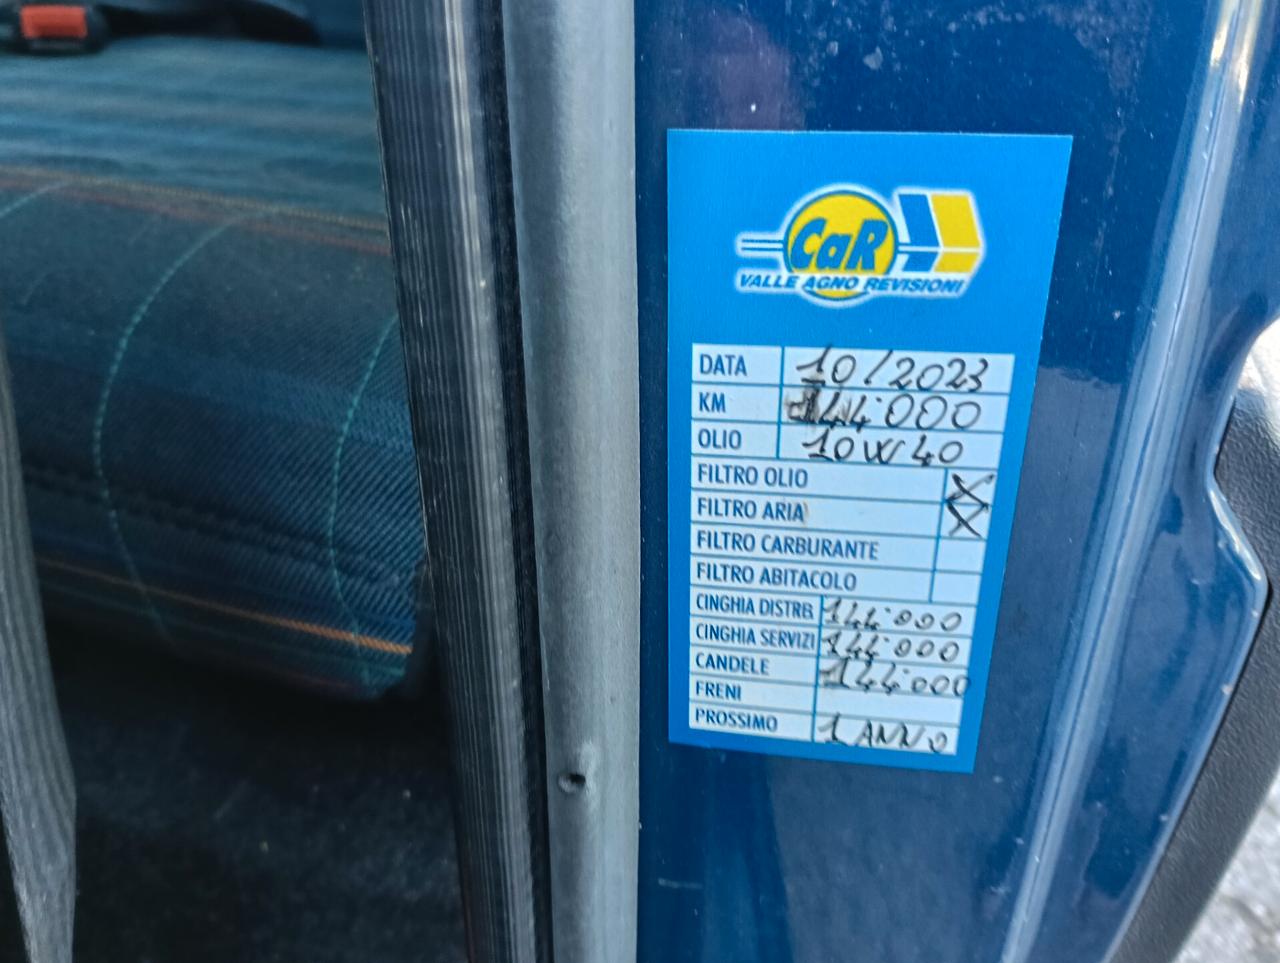 CaR
VALLE AGNO REVISIONI
DATA 10/2023
KM 144.000
OLIO 10W40
FILTRO OLIO X
FILTRO ARIA X
FILTRO CARBURANTE
FILTRO ABITACOLO
CINGHIA DISTRB 144.000
CINGHIA SERVIZI 144.000
CANDELE 144.000
FRENI
PROSSIMO 1 ANNO